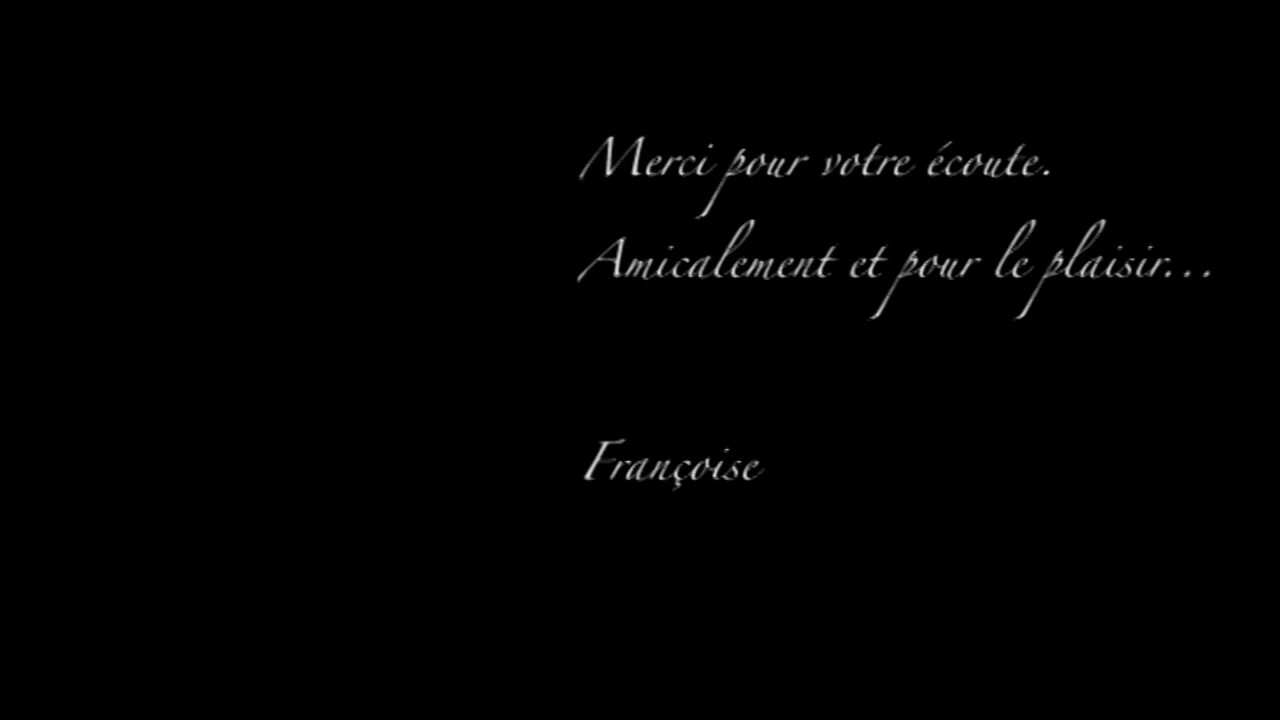 Merci pour votre écoute.
Amicalement et pour le plaisir...
Françoise